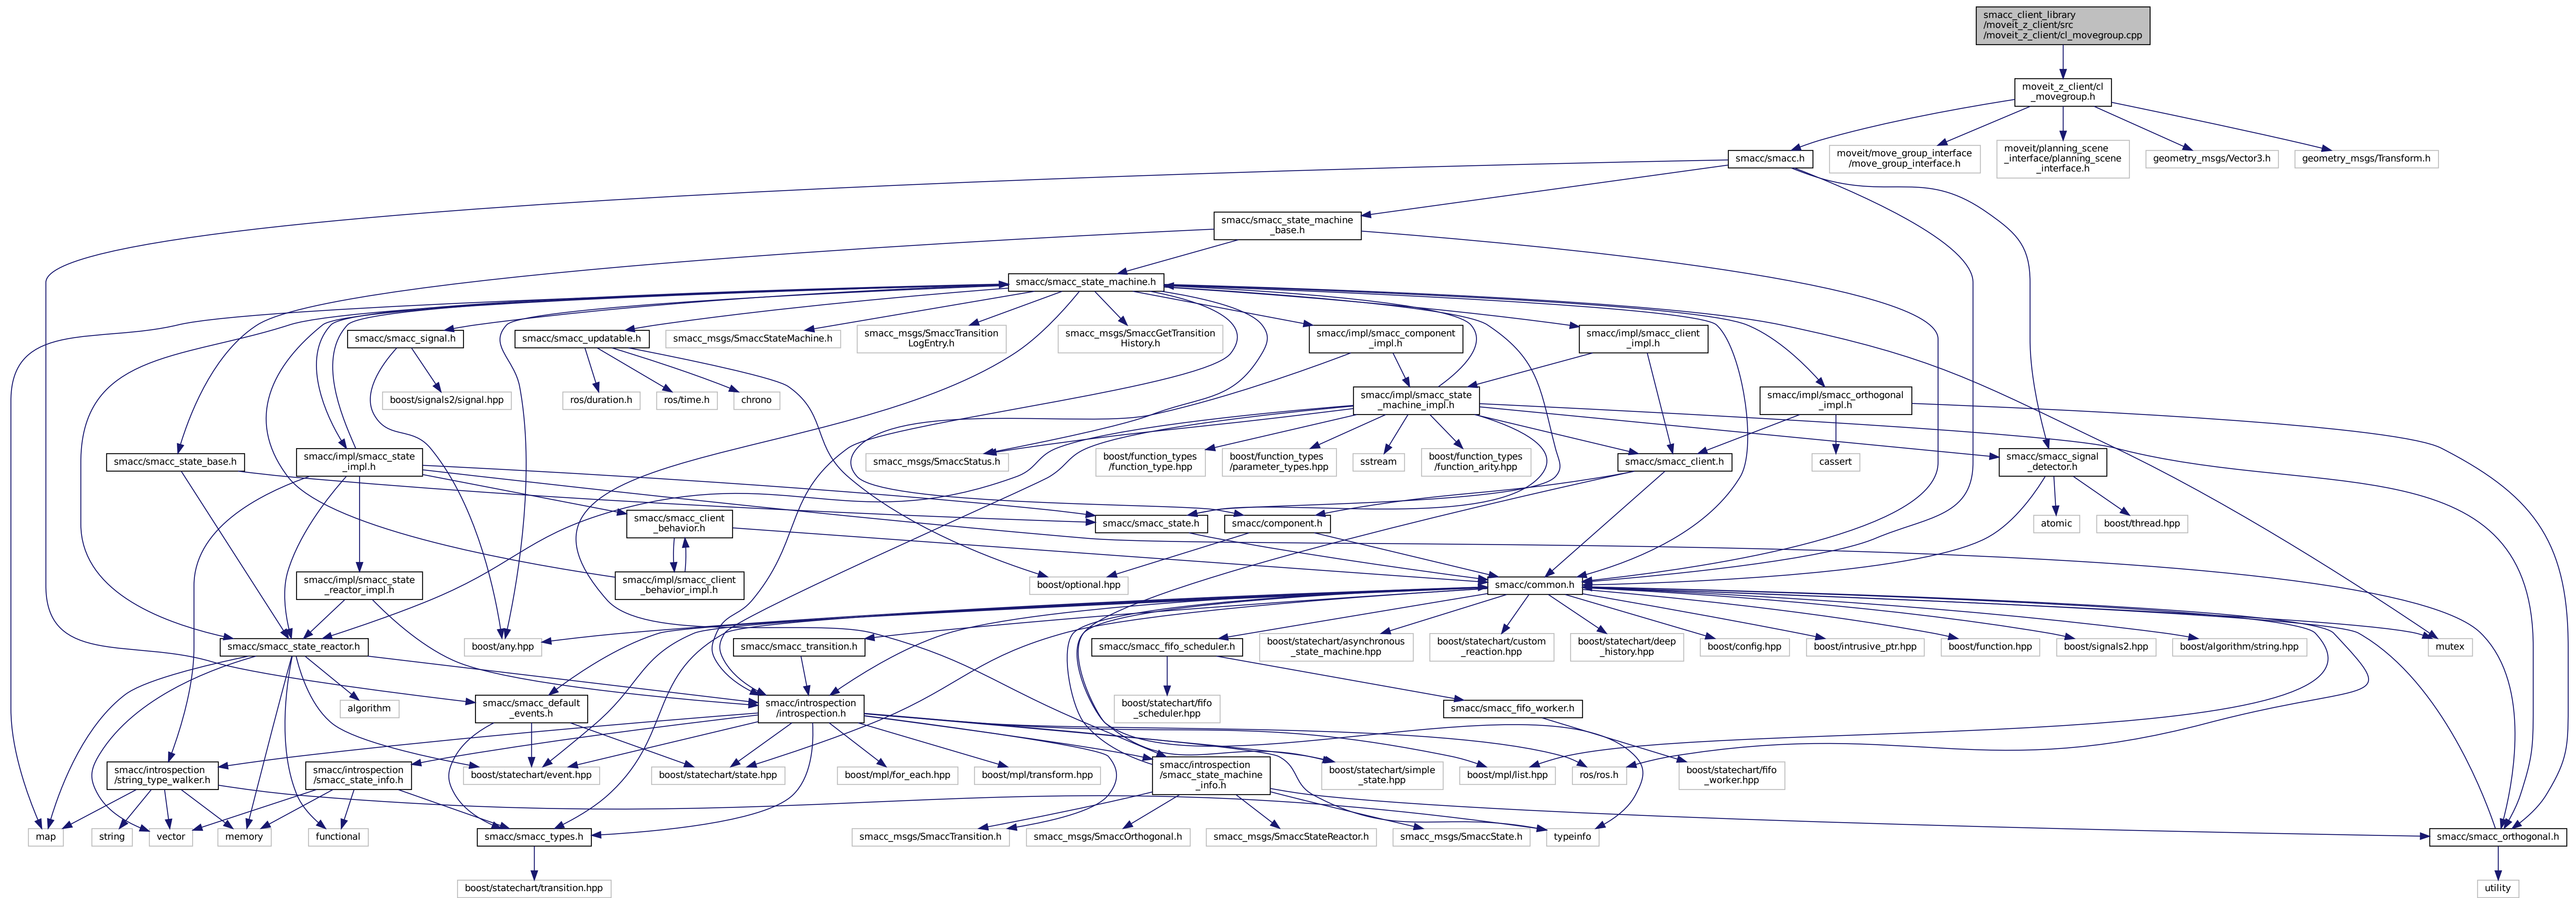 smacc_client_library
/moveit_z_client/src
/moveit_z_client/cl_movegroup.cpp
moveit_z_client/cl
_movegroup.h
smacc/smacc.h
moveit/move_group_interface
/move_group_interface.h
moveit/planning_scene
_interface/planning_scene
_interface.h
geometry_msgs/Vector3.h
geometry_msgs/Transform.h
smacc/smacc_state_machine
_base.h
smacc/smacc_state_machine.h
smacc/smacc_signal.h
smacc/smacc_updatable.h
smacc_msgs/SmaccStateMachine.h
smacc_msgs/SmaccTransition
LogEntry.h
smacc_msgs/SmaccGetTransition
History.h
smacc/impl/smacc_component
_impl.h
smacc/impl/smacc_client
_impl.h
boost/signals2/signal.hpp
ros/duration.h
ros/time.h
chrono
smacc/impl/smacc_state
_machine_impl.h
smacc/impl/smacc_orthogonal
_impl.h
smacc/smacc_state_base.h
smacc/impl/smacc_state
_impl.h
smacc_msgs/SmaccStatus.h
boost/function_types
/function_type.hpp
boost/function_types
/parameter_types.hpp
sstream
boost/function_types
/function_arity.hpp
smacc/smacc_client.h
cassert
smacc/smacc_signal
_detector.h
smacc/smacc_client
_behavior.h
smacc/smacc_state.h
smacc/component.h
atomic
boost/thread.hpp
smacc/impl/smacc_state
_reactor_impl.h
smacc/impl/smacc_client
_behavior_impl.h
boost/optional.hpp
smacc/common.h
smacc/smacc_state_reactor.h
boost/any.hpp
smacc/smacc_transition.h
smacc/smacc_fifo_scheduler.h
boost/statechart/asynchronous
_state_machine.hpp
boost/statechart/custom
_reaction.hpp
boost/statechart/deep
_history.hpp
boost/config.hpp
boost/intrusive_ptr.hpp
boost/function.hpp
boost/signals2.hpp
boost/algorithm/string.hpp
mutex
algorithm
smacc/smacc_default
_events.h
smacc/introspection
/introspection.h
boost/statechart/fifo
_scheduler.hpp
smacc/smacc_fifo_worker.h
smacc/introspection
/string_type_walker.h
smacc/introspection
/smacc_state_info.h
boost/statechart/event.hpp
boost/statechart/state.hpp
boost/mpl/for_each.hpp
boost/mpl/transform.hpp
smacc/introspection
/smacc_state_machine
_info.h
boost/statechart/simple
_state.hpp
boost/mpl/list.hpp
ros/ros.h
boost/statechart/fifo
_worker.hpp
map
string
vector
memory
functional
smacc/smacc_types.h
smacc_msgs/SmaccTransition.h
smacc_msgs/SmaccOrthogonal.h
smacc_msgs/SmaccStateReactor.h
smacc_msgs/SmaccState.h
typeinfo
smacc/smacc_orthogonal.h
boost/statechart/transition.hpp
utility